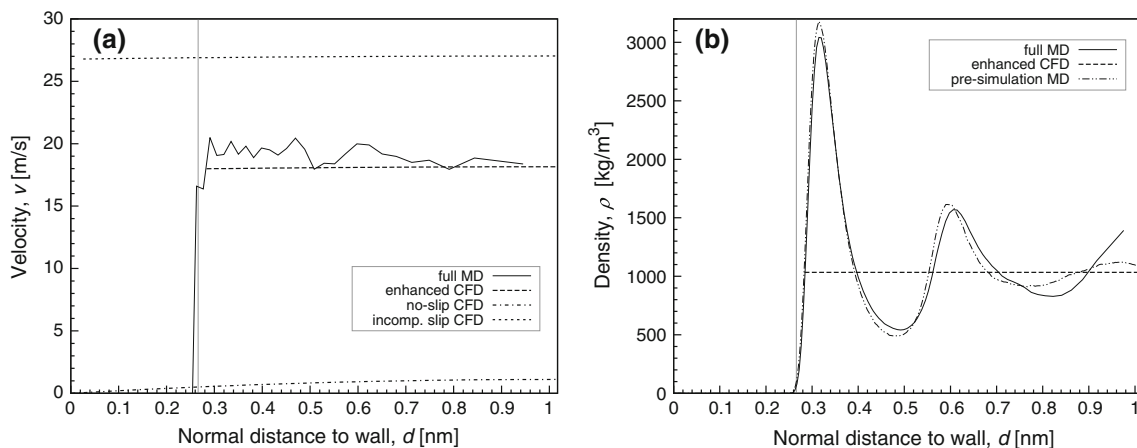 (a)
30
25
20
15
10
5
0
Velocity, v [m/s]
full MD
enhanced CFD
no-slip CFD
incomp. slip CFD
0 0.1 0.2 0.3 0.4 0.5 0.6 0.7 0.8 0.9 1
Normal distance to wall, d [nm]
(b)
3000
2500
2000
1500
1000
500
0
Density, ρ [kg/m³]
full MD
enhanced CFD
pre-simulation MD
0 0.1 0.2 0.3 0.4 0.5 0.6 0.7 0.8 0.9 1
Normal distance to wall, d [nm]